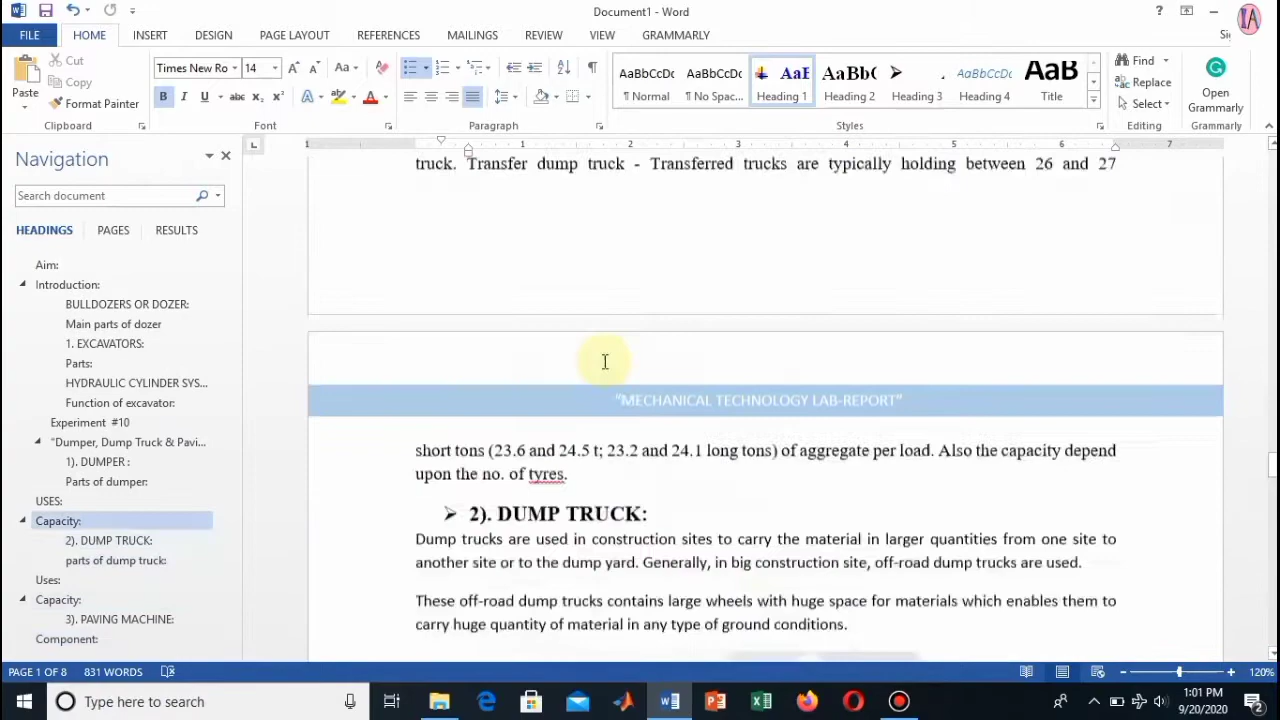 Document1 - Word
?
IA
FILE
HOME
INSERT
DESIGN
PAGE LAYOUT
REFERENCES
MAILINGS
REVIEW
VIEW
GRAMMARLY
Paste
Cut
Copy
Format Painter
Clipboard
Times New Ro
14
Font
Paragraph
AaBbCcDc
¶ Normal
AaBbCcDc
¶ No Spac...
Heading 1
Heading 2
Heading 3
AaBbCcDc
Heading 4
AaB
Title
Styles
Find
Replace
Select
Editing
Open
Grammarly
Grammarly
Navigation
Search document
HEADINGS
PAGES
RESULTS
Aim:
Introduction:
BULLDOZERS OR DOZER:
Main parts of dozer
1. EXCAVATORS:
Parts:
HYDRAULIC CYLINDER SYS...
Function of excavator:
Experiment #10
"Dumper, Dump Truck & Pavi...
1). DUMPER :
Parts of dumper:
USES:
Capacity:
2). DUMP TRUCK:
parts of dump truck:
Uses:
Capacity:
3). PAVING MACHINE:
Component:
1 1 2 3 4 5 6 7
truck. Transfer dump truck - Transferred trucks are typically holding between 26 and 27
"MECHANICAL TECHNOLOGY LAB-REPORT"
short tons (23.6 and 24.5 t; 23.2 and 24.1 long tons) of aggregate per load. Also the capacity depend
upon the no. of tyres.
➢ 2). DUMP TRUCK:
Dump trucks are used in construction sites to carry the material in larger quantities from one site to
another site or to the dump yard. Generally, in big construction site, off-road dump trucks are used.
These off-road dump trucks contains large wheels with huge space for materials which enables them to
carry huge quantity of material in any type of ground conditions.
PAGE 1 OF 8
831 WORDS
120%
Type here to search
1:01 PM
9/20/2020
2